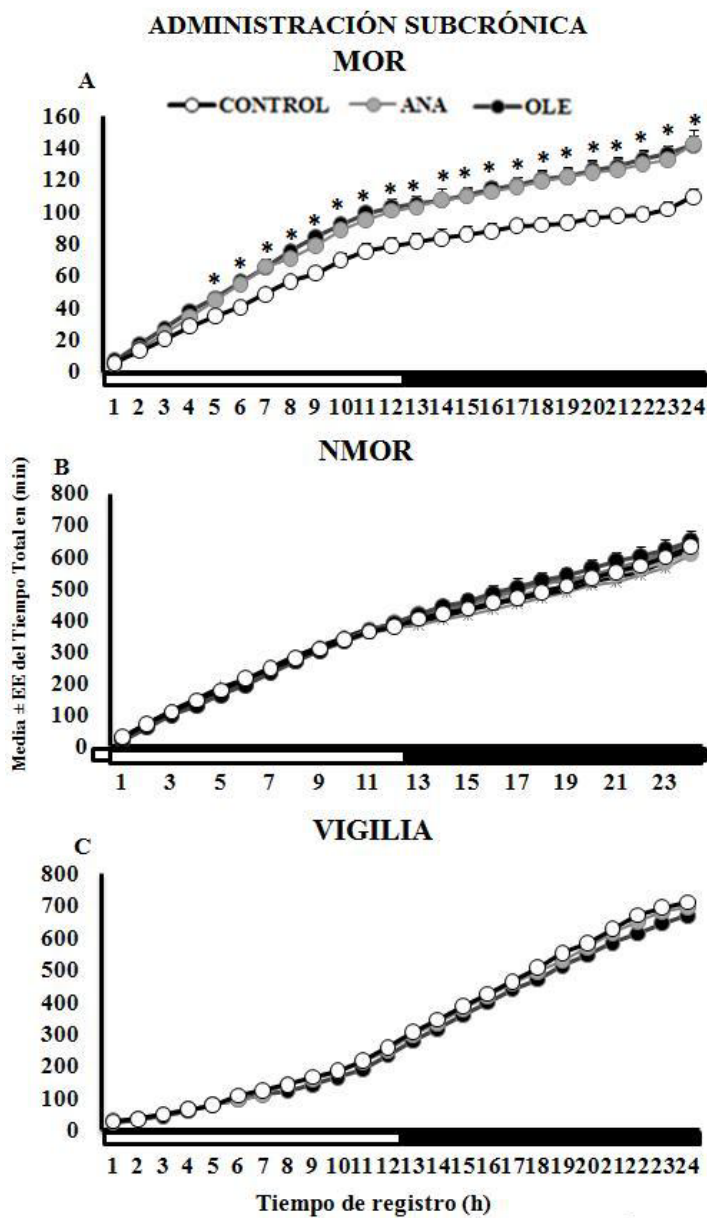 ADMINISTRACIÓN SUBCRÓNICA
MOR
A
CONTROL ANA OLE
160
140
120
100
80
60
40
20
0
* * * * * * * * * * * * * * * * * * * *
1 2 3 4 5 6 7 8 9 10 11 12 13 14 15 16 17 18 19 20 21 22 23 24
NMOR
B
800
700
600
500
400
300
200
100
0
1 3 5 7 9 11 13 15 17 19 21 23
Media ± EE del Tiempo Total en (min)
VIGILIA
C
800
700
600
500
400
300
200
100
0
1 2 3 4 5 6 7 8 9 10 11 12 13 14 15 16 17 18 19 20 21 22 23 24
Tiempo de registro (h)